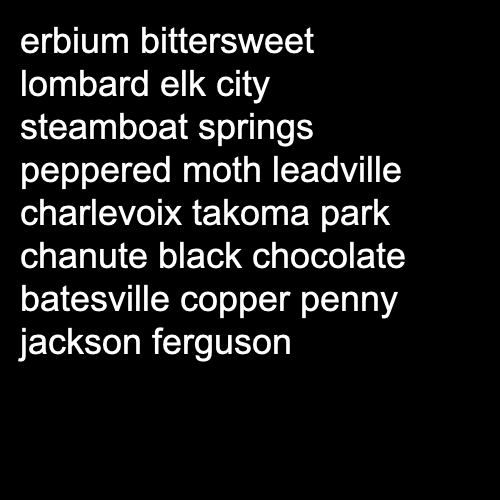 erbium bittersweet
lombard elk city
steamboat springs
peppered moth leadville
charlevoix takoma park
chanute black chocolate
batesville copper penny
jackson ferguson